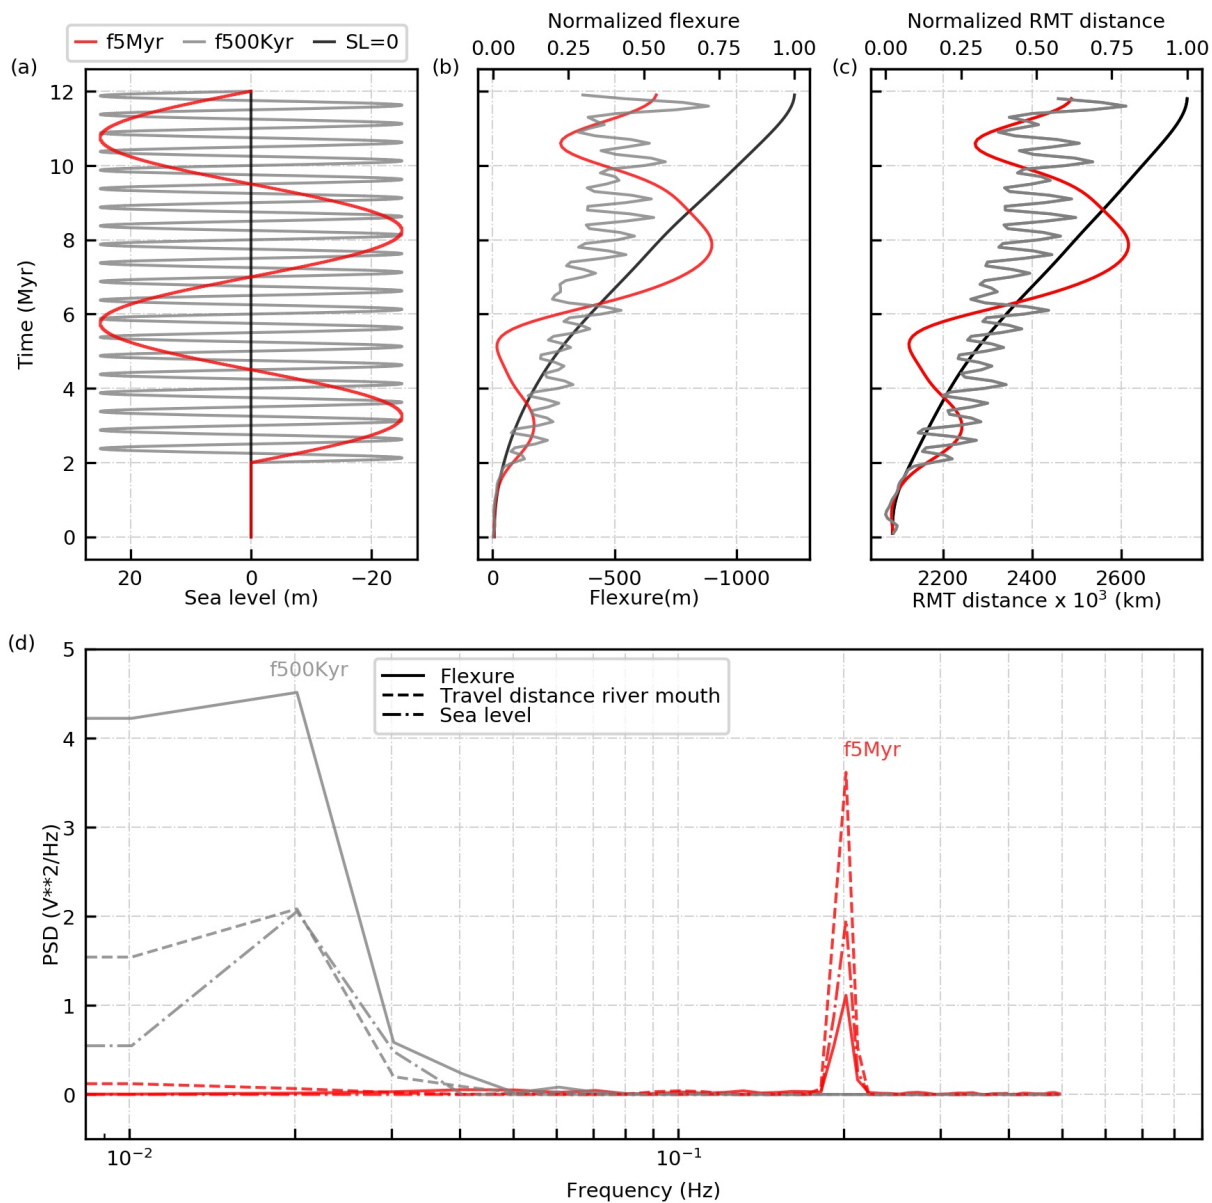 f5Myr f500Kyr SL=0
(a)
12
10
8
6
4
2
0
Time (Myr)
20 0 −20
Sea level (m)
(b)
Normalized flexure
0.00 0.25 0.50 0.75 1.00
0 −500 −1000
Flexure(m)
(c)
Normalized RMT distance
0.00 0.25 0.50 0.75 1.00
2200 2400 2600
RMT distance x 10³ (km)
(d)
5
4
3
2
1
0
PSD (V**2/Hz)
f500Kyr
Flexure
Travel distance river mouth
Sea level
f5Myr
10⁻² 10⁻¹
Frequency (Hz)